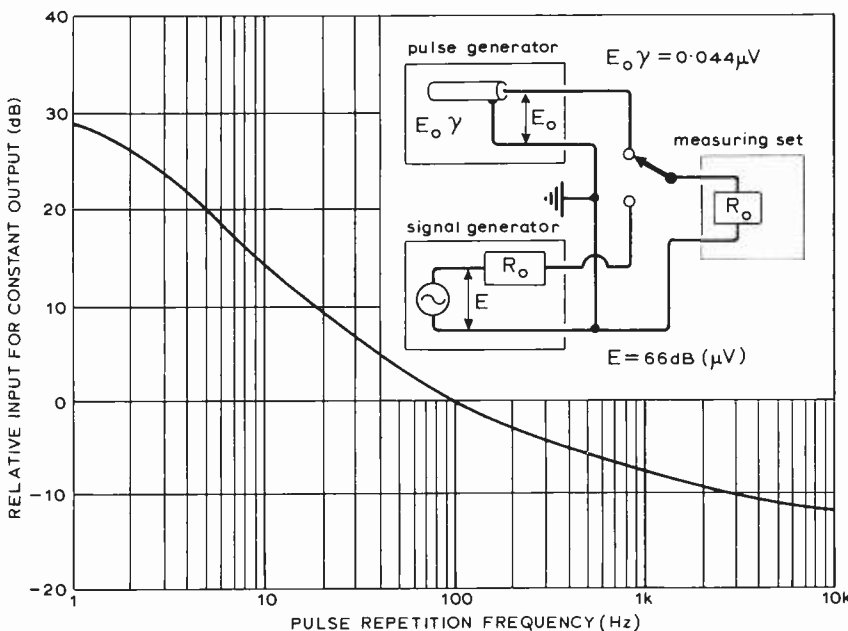 40
30
20
10
0
-10
-20
RELATIVE INPUT FOR CONSTANT OUTPUT (dB)
1
10
100
1k
10k
PULSE REPETITION FREQUENCY (Hz)
pulse generator
E₀γ
E₀
E₀γ = 0·044μV
measuring set
R₀
signal generator
R₀
E
E = 66dB (μV)